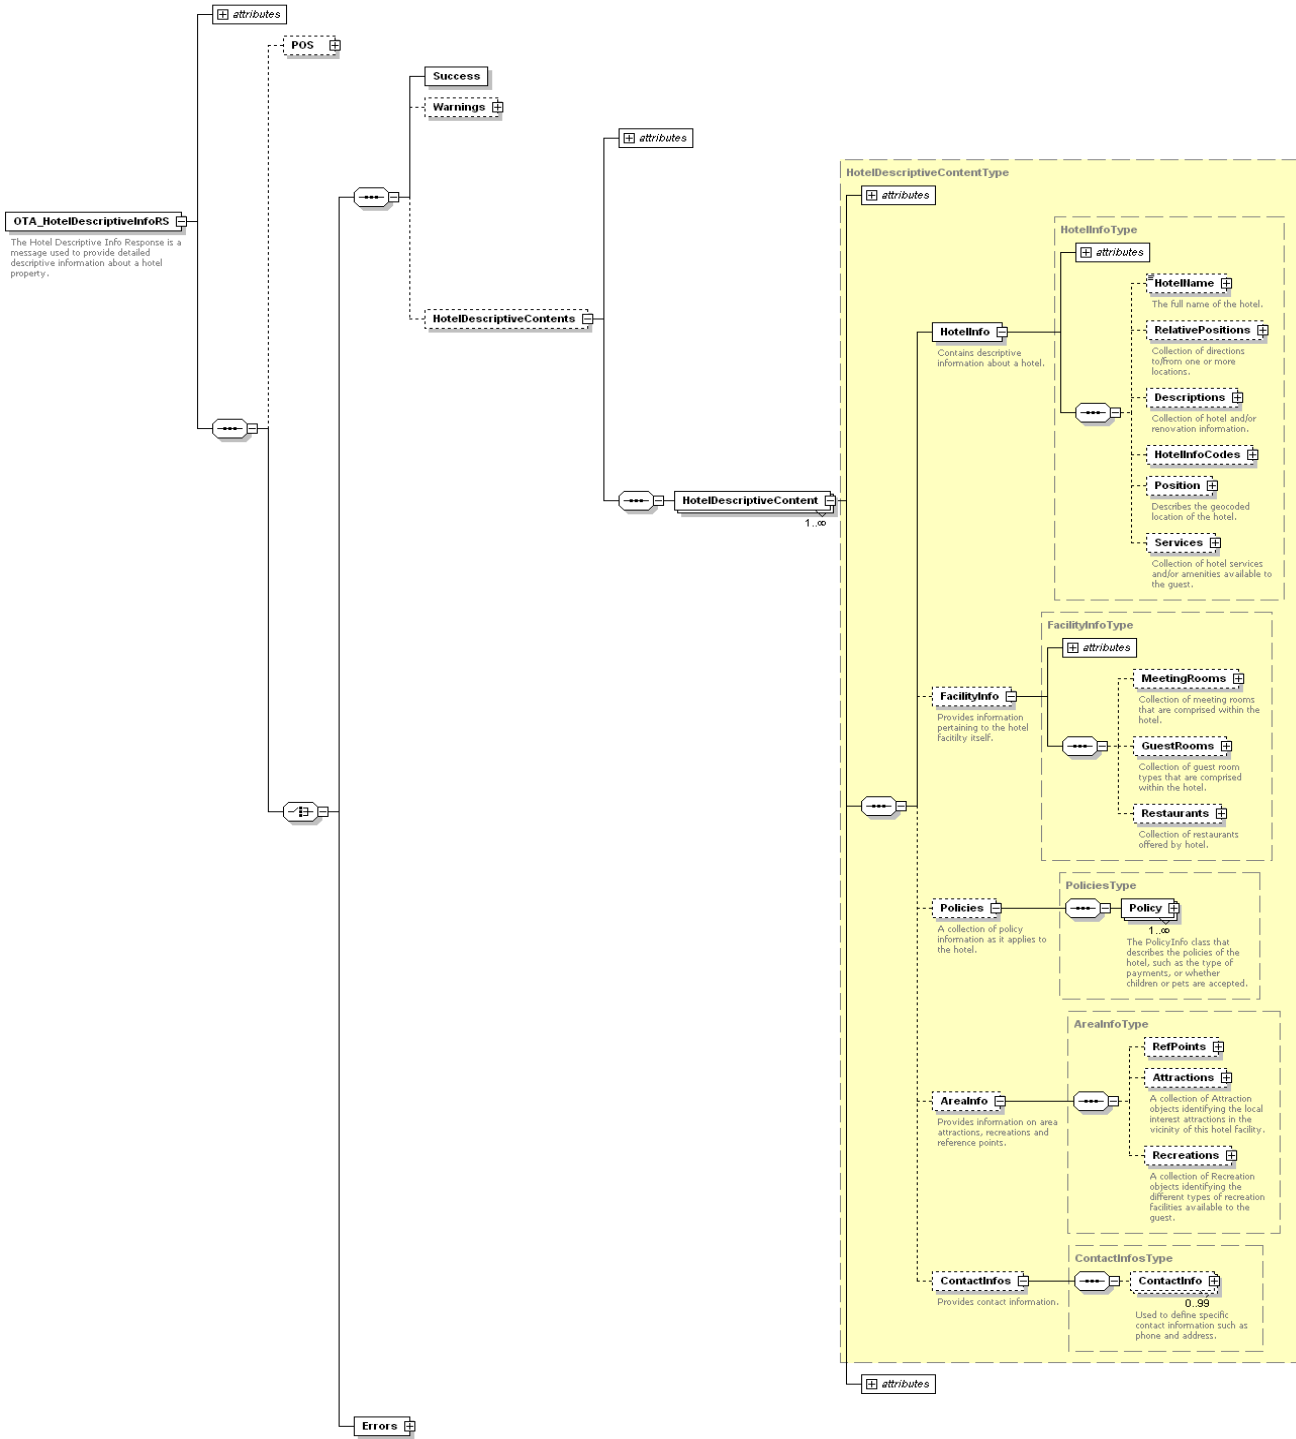 attributes
POS
Success
Warnings
attributes
HotelDescriptiveContentType
attributes
OTA_HotelDescriptiveInfoRS
The Hotel Descriptive Info Response is a
message used to provide detailed
descriptive information about a hotel
property.
HotelInfoType
attributes
HotelName
The full name of the hotel.
HotelDescriptiveContents
HotelInfo
Contains descriptive
information about a hotel.
RelativePositions
Collection of directions
to/from one or more
locations.
Descriptions
Collection of hotel and/or
renovation information.
HotelInfoCodes
Position
Describes the geocoded
location of the hotel.
HotelDescriptiveContent
1..∞
Services
Collection of hotel services
and/or amenities available to
the guest.
FacilityInfoType
attributes
MeetingRooms
Collection of meeting rooms
that are comprised within the
hotel.
FacilityInfo
Provides information
pertaining to the hotel
facitilty itself.
GuestRooms
Collection of guest room
types that are comprised
within the hotel.
Restaurants
Collection of restaurants
offered by hotel.
PoliciesType
Policies
A collection of policy
information as it applies to
the hotel.
Policy
1..∞
The PolicyInfo class that
describes the policies of the
hotel, such as the type of
payments, or whether
children or pets are accepted.
AreaInfoType
RefPoints
Attractions
A collection of Attraction
objects identifying the local
interest attractions in the
vicinity of this hotel facility.
AreaInfo
Provides information on area
attractions, recreations and
reference points.
Recreations
A collection of Recreation
objects identifying the
different types of recreation
facilities available to the
guest.
ContactInfosType
ContactInfos
Provides contact information.
ContactInfo
0..99
Used to define specific
contact information such as
phone and address.
attributes
Errors